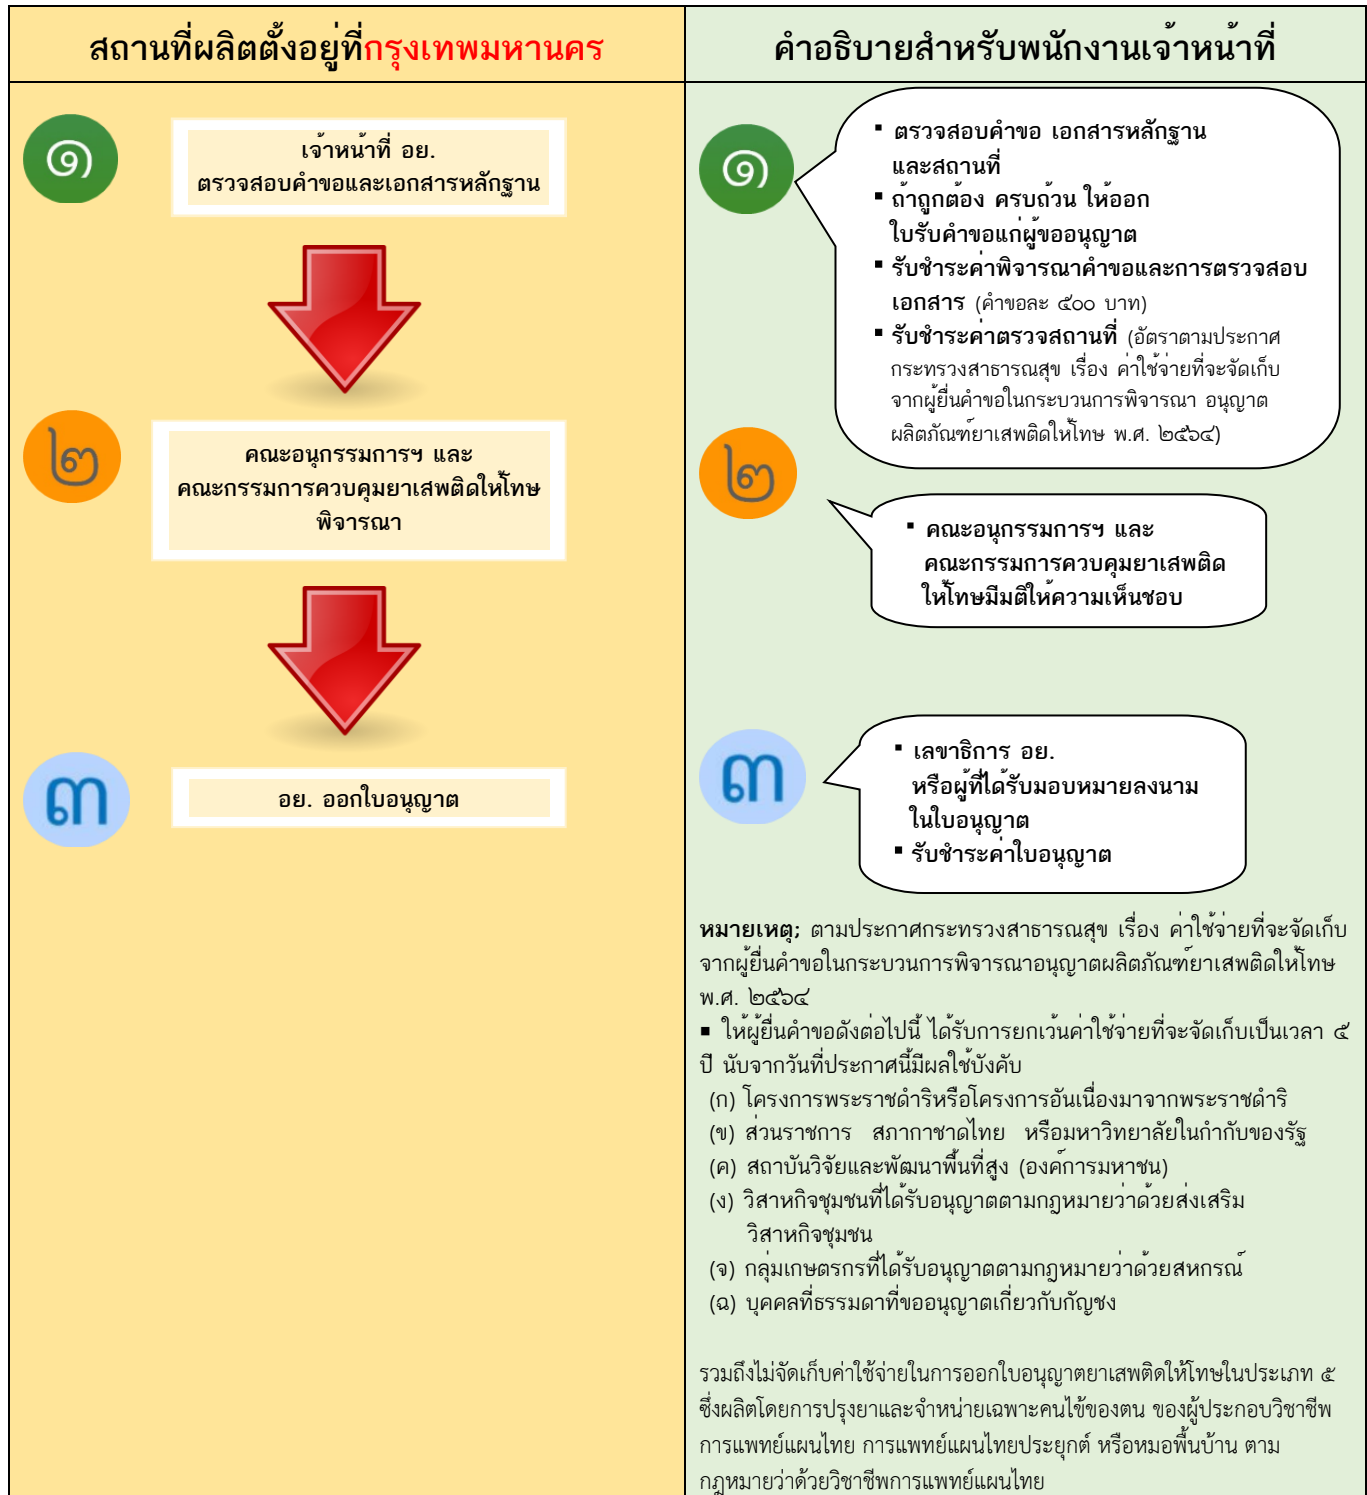 สถานที่ผลิตตั้งอยู่ที่กรุงเทพมหานคร
๑
เจ้าหน้าที่ อย.
ตรวจสอบคำขอและเอกสารหลักฐาน
๒
คณะอนุกรรมการฯ และ
คณะกรรมการควบคุมยาเสพติดให้โทษ
พิจารณา
๓
อย. ออกใบอนุญาต
คำอธิบายสำหรับพนักงานเจ้าหน้าที่
๑
▪ ตรวจสอบคำขอ เอกสารหลักฐาน
และสถานที่
▪ ถ้าถูกต้อง ครบถ้วน ให้ออก
ใบรับคำขอแก่ผู้ขออนุญาต
▪ รับชำระค่าพิจารณาคำขอและการตรวจสอบ
เอกสาร (คำขอละ ๕๐๐ บาท)
▪ รับชำระค่าตรวจสถานที่ (อัตราตามประกาศ
กระทรวงสาธารณสุข เรื่อง ค่าใช้จ่ายที่จะจัดเก็บ
จากผู้ยื่นคำขอในกระบวนการพิจารณา อนุญาต
ผลิตภัณฑ์ยาเสพติดให้โทษ พ.ศ. ๒๕๖๔)
๒
▪ คณะอนุกรรมการฯ และ
คณะกรรมการควบคุมยาเสพติด
ให้โทษมีมติให้ความเห็นชอบ
๓
▪ เลขาธิการ อย.
หรือผู้ที่ได้รับมอบหมายลงนาม
ในใบอนุญาต
▪ รับชำระค่าใบอนุญาต
หมายเหตุ; ตามประกาศกระทรวงสาธารณสุข เรื่อง ค่าใช้จ่ายที่จะจัดเก็บ
จากผู้ยื่นคำขอในกระบวนการพิจารณาอนุญาตผลิตภัณฑ์ยาเสพติดให้โทษ
พ.ศ. ๒๕๖๔
▪ ให้ผู้ยื่นคำขอดังต่อไปนี้ ได้รับการยกเว้นค่าใช้จ่ายที่จะจัดเก็บเป็นเวลา ๕
ปี นับจากวันที่ประกาศนี้มีผลใช้บังคับ
(ก) โครงการพระราชดำริหรือโครงการอันเนื่องมาจากพระราชดำริ
(ข) ส่วนราชการ สภากาชาดไทย หรือมหาวิทยาลัยในกำกับของรัฐ
(ค) สถาบันวิจัยและพัฒนาพื้นที่สูง (องค์การมหาชน)
(ง) วิสาหกิจชุมชนที่ได้รับอนุญาตตามกฎหมายว่าด้วยส่งเสริม
วิสาหกิจชุมชน
(จ) กลุ่มเกษตรกรที่ได้รับอนุญาตตามกฎหมายว่าด้วยสหกรณ์
(ฉ) บุคคลที่ธรรมดาที่ขออนุญาตเกี่ยวกับกัญชง
รวมถึงไม่จัดเก็บค่าใช้จ่ายในการออกใบอนุญาตยาเสพติดให้โทษในประเภท ๕
ซึ่งผลิตโดยการปรุงยาและจำหน่ายเฉพาะคนไข้ของตน ของผู้ประกอบวิชาชีพ
การแพทย์แผนไทย การแพทย์แผนไทยประยุกต์ หรือหมอพื้นบ้าน ตาม
กฎหมายว่าด้วยวิชาชีพการแพทย์แผนไทย